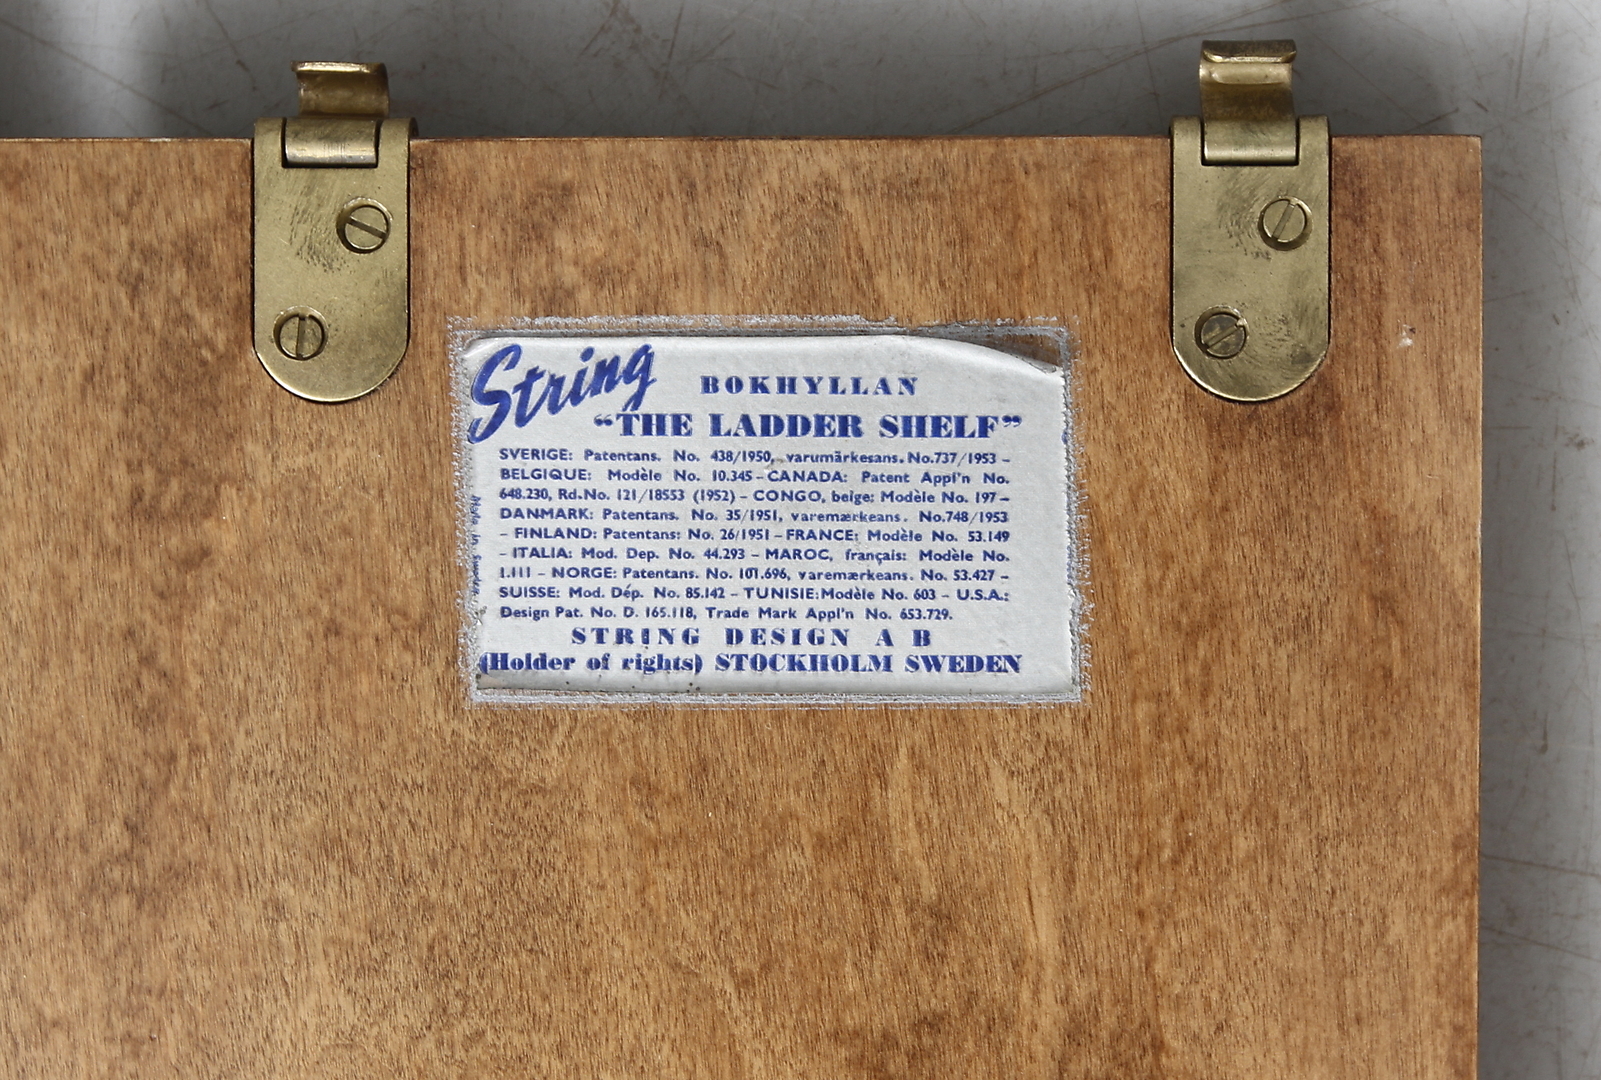 String
BOKHYLLAN
“THE LADDER SHELF”
SVERIGE: Patentans. No. 438/1950, varumärkesans. No.737/1953 –
BELGIQUE: Modèle No. 10.345 – CANADA: Patent Appl'n No.
648.230, Rd.No. 121/18553 (1952) – CONGO, belge: Modèle No. 197 –
DANMARK: Patentans. No. 35/1951, varemærkeans. No.748/1953
– FINLAND: Patentans: No. 26/1951 – FRANCE: Modèle No. 53.149
– ITALIA: Mod. Dep. No. 44.293 – MAROC, français: Modèle No.
1.111 – NORGE: Patentans. No. 101.696, varemærkeans. No. 53.427 –
SUISSE: Mod. Dép. No. 85.142 – TUNISIE: Modèle No. 603 – U.S.A.:
Design Pat. No. D. 165.118, Trade Mark Appl'n No. 653.729.
STRING DESIGN A B
(Holder of rights) STOCKHOLM SWEDEN
Made in Sweden